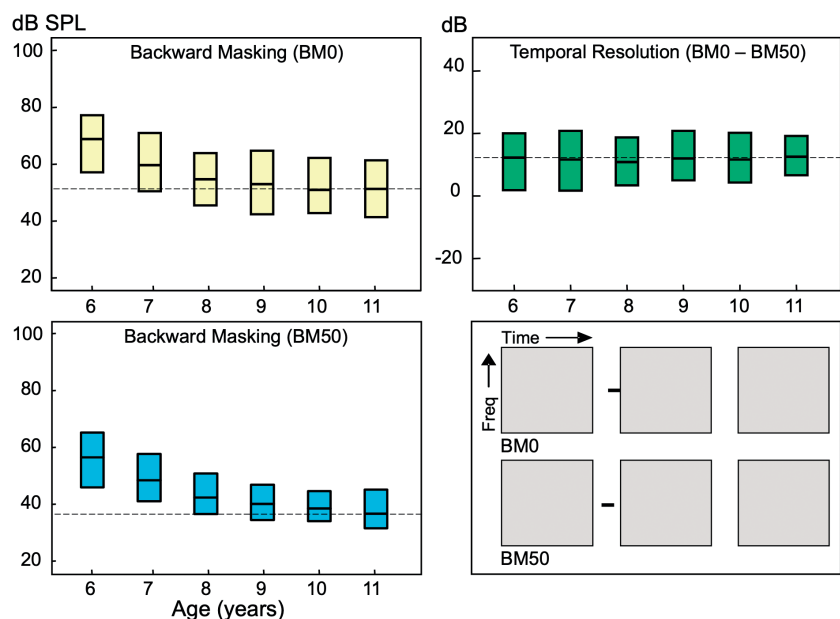 dB SPL
Backward Masking (BM0)
100
80
60
40
20
6 7 8 9 10 11
dB
Temporal Resolution (BM0 – BM50)
40
20
0
-20
6 7 8 9 10 11
Backward Masking (BM50)
100
80
60
40
20
6 7 8 9 10 11
Age (years)
Time
Freq
BM0
BM50